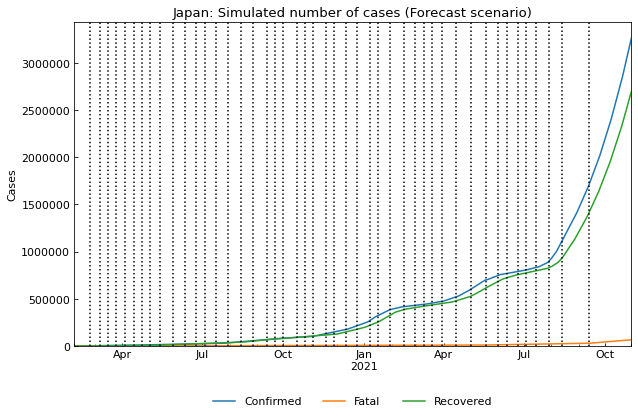 Japan: Simulated number of cases (Forecast scenario)
Cases
3000000
2500000
2000000
1500000
1000000
500000
0
Apr Jul Oct Jan Apr Jul Oct
2021
Confirmed Fatal Recovered